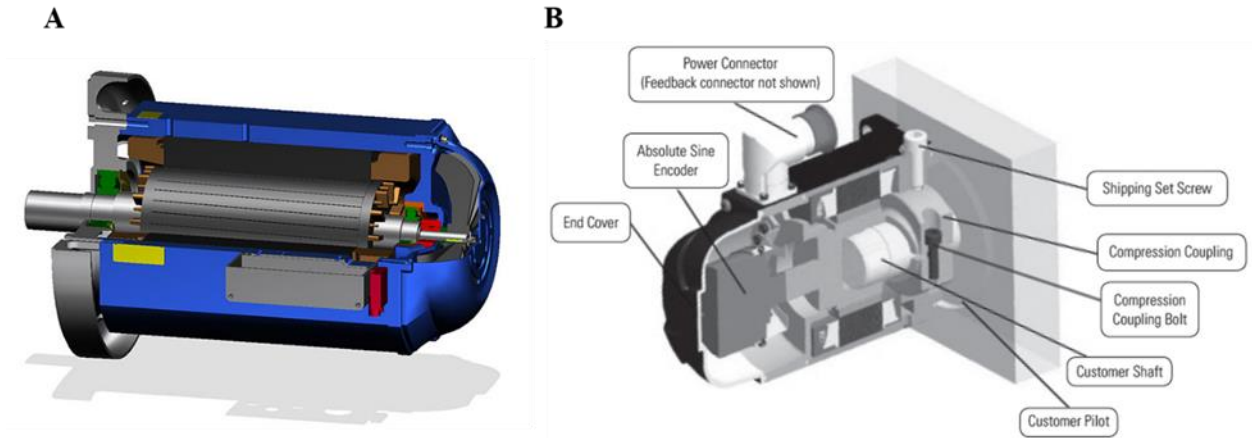 A
B
Power Connector
(Feedback connector not shown)
Absolute Sine
Encoder
End Cover
Shipping Set Screw
Compression Coupling
Compression
Coupling Bolt
Customer Shaft
Customer Pilot